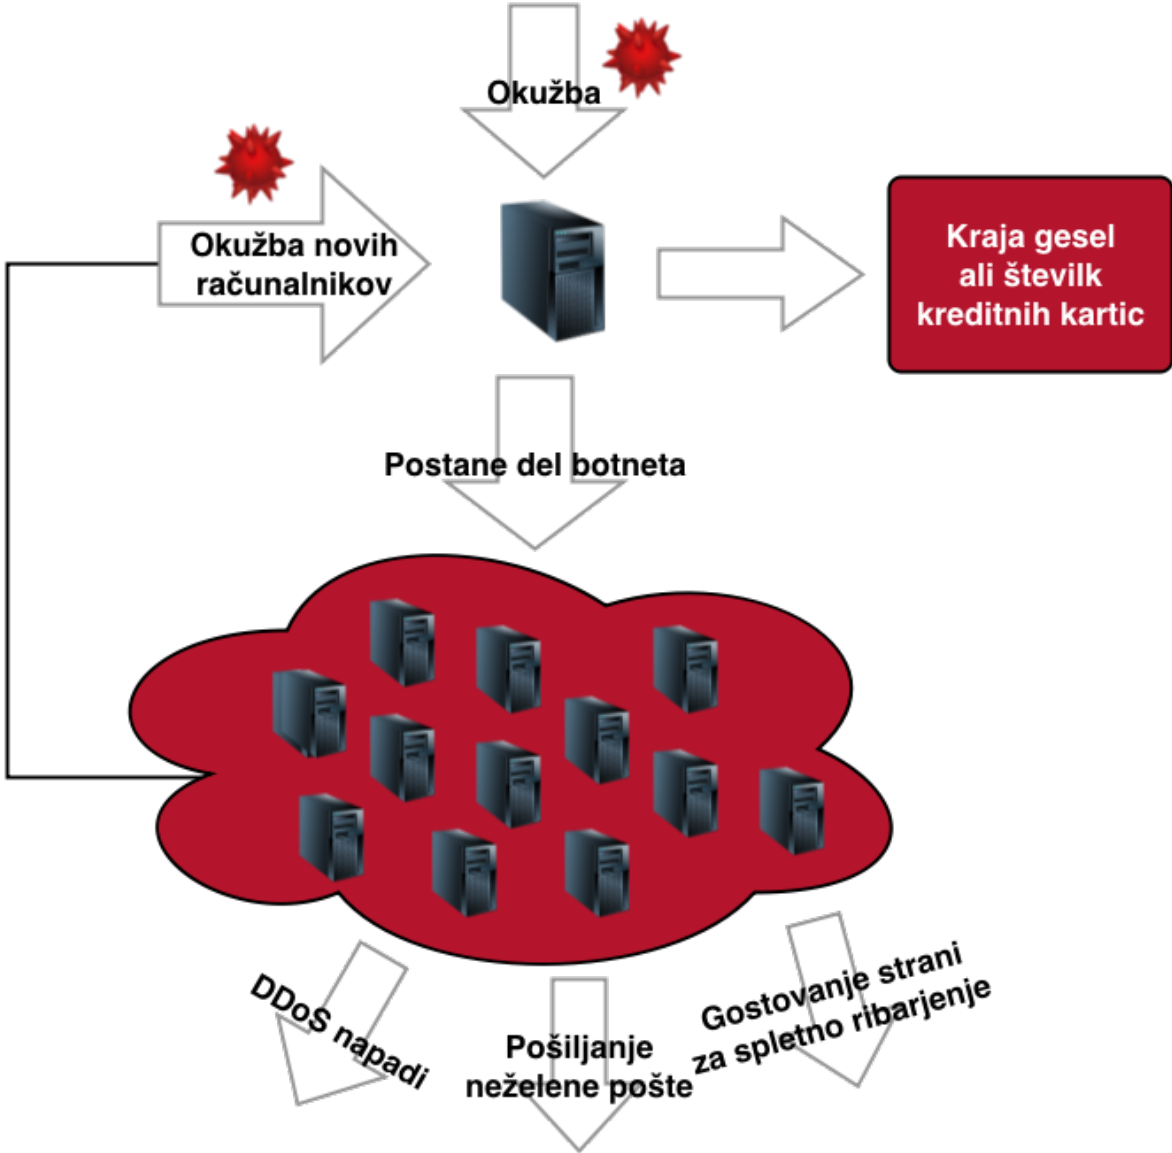 Okužba
Okužba novih
računalnikov
Kraja gesel
ali številk
kreditnih kartic
Postane del botneta
DDoS napadi
Pošiljanje
neželene pošte
Gostovanje strani
za spletno ribarjenje